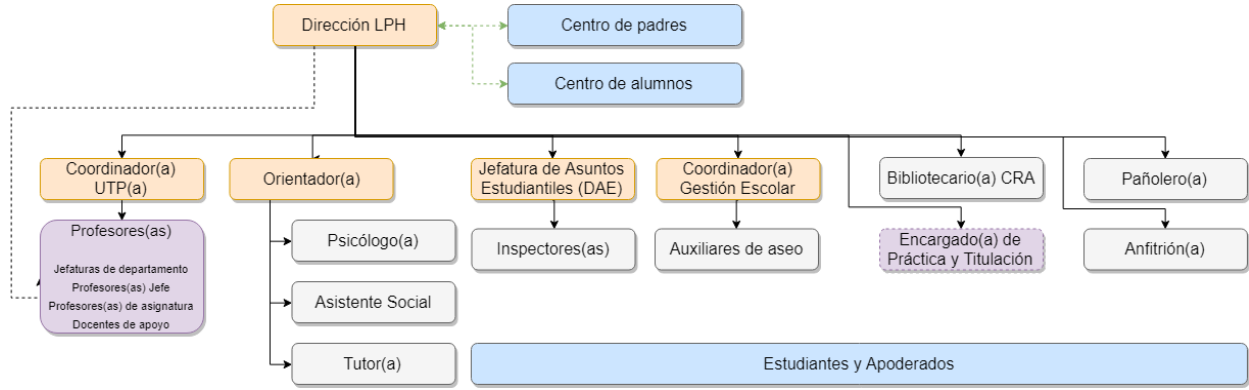 Dirección LPH
Centro de padres
Centro de alumnos
Coordinador(a)
UTP(a)
Orientador(a)
Jefatura de Asuntos
Estudiantiles (DAE)
Coordinador(a)
Gestión Escolar
Bibliotecario(a) CRA
Pañolero(a)
Profesores(as)
Jefaturas de departamento
Profesores(as) Jefe
Profesores(as) de asignatura
Docentes de apoyo
Psicólogo(a)
Inspectores(as)
Auxiliares de aseo
Encargado(a) de
Práctica y Titulación
Anfitrión(a)
Asistente Social
Tutor(a)
Estudiantes y Apoderados